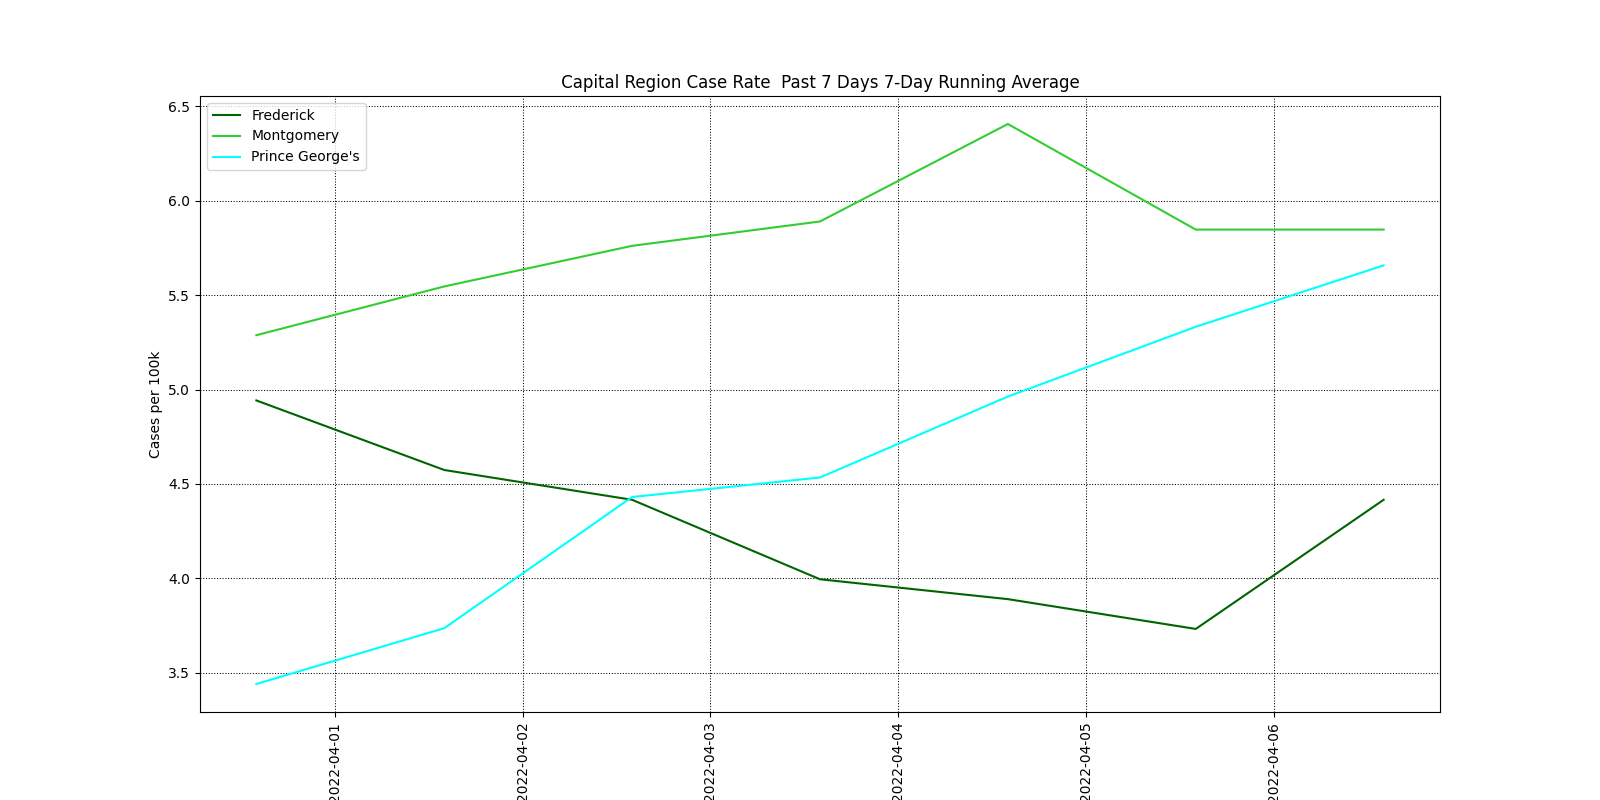 Capital Region Case Rate  Past 7 Days 7-Day Running Average
Frederick
Montgomery
Prince George's
Cases per 100k
6.5
6.0
5.5
5.0
4.5
4.0
3.5
2022-04-01
2022-04-02
2022-04-03
2022-04-04
2022-04-05
2022-04-06